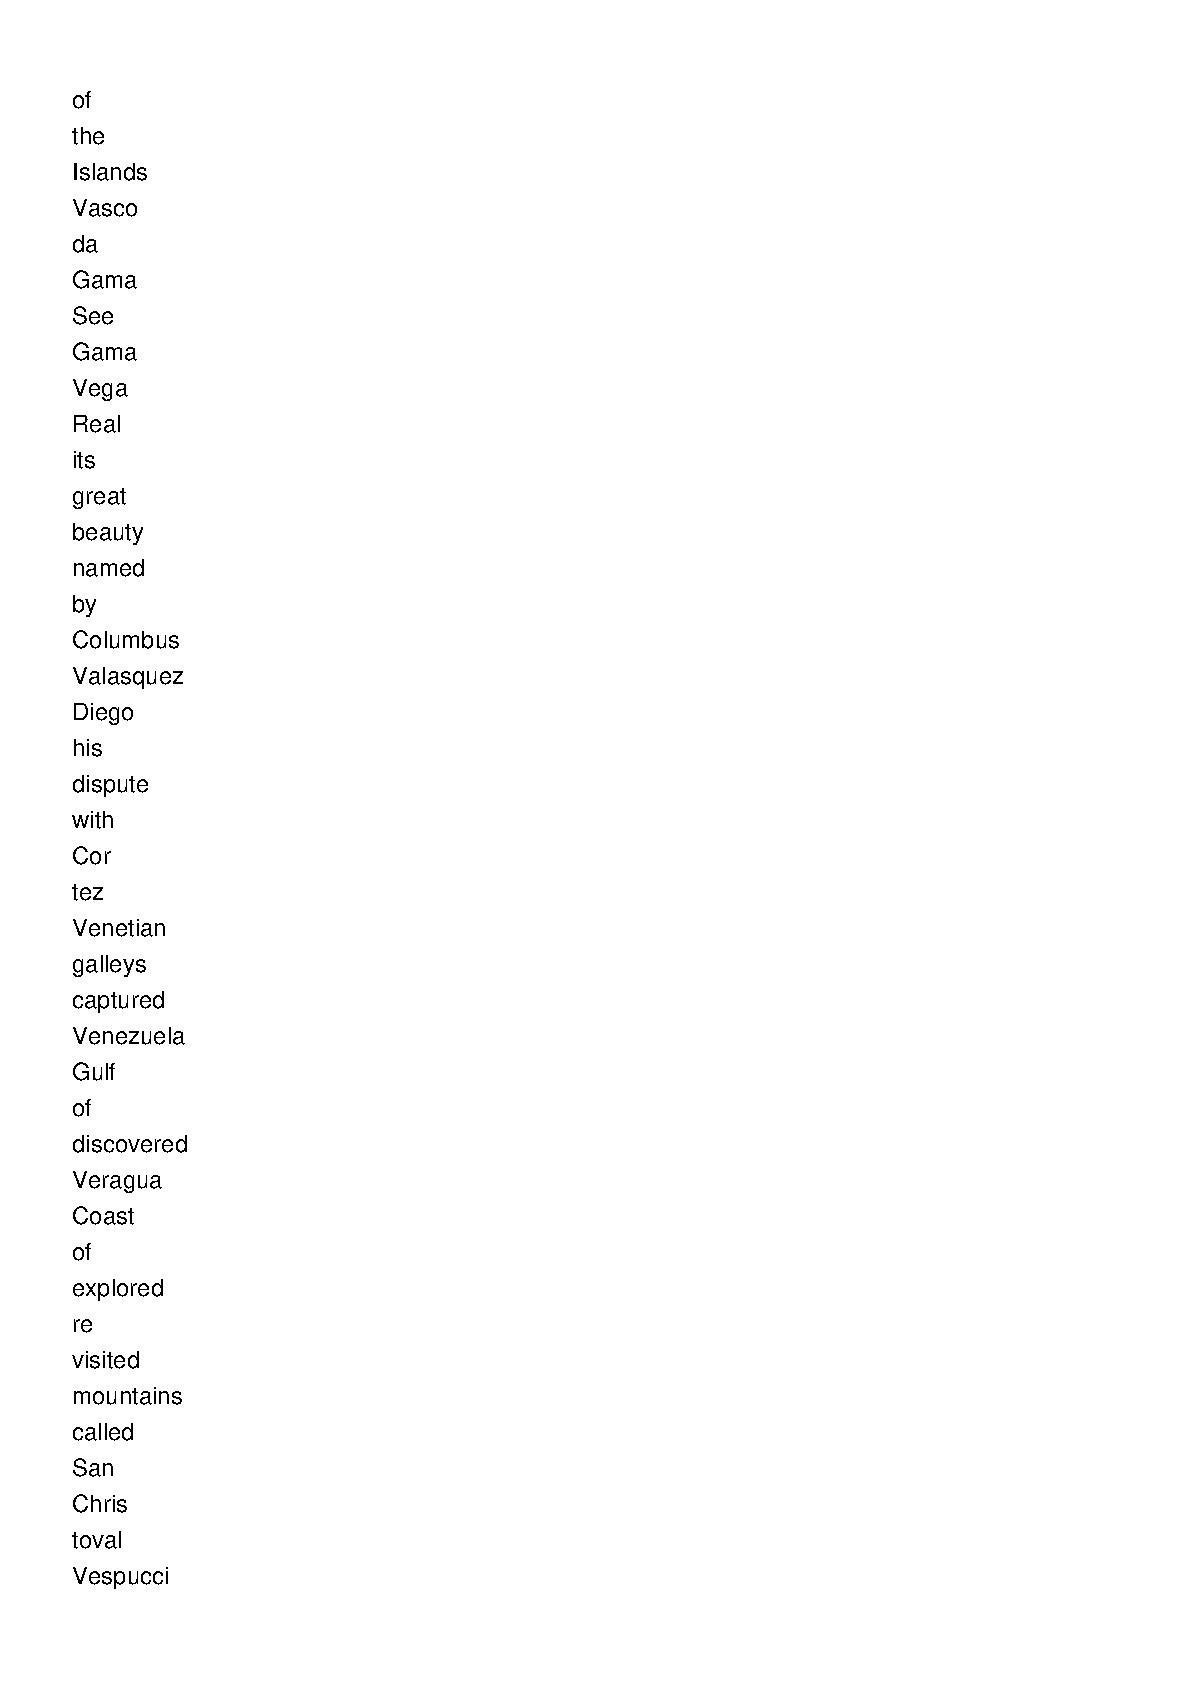 of
the
Islands
Vasco
da
Gama
See
Gama
Vega
Real
its
great
beauty
named
by
Columbus
Valasquez
Diego
his
dispute
with
Cor
tez
Venetian
galleys
captured
Venezuela
Gulf
of
discovered
Veragua
Coast
of
explored
re
visited
mountains
called
San
Chris
toval
Vespucci